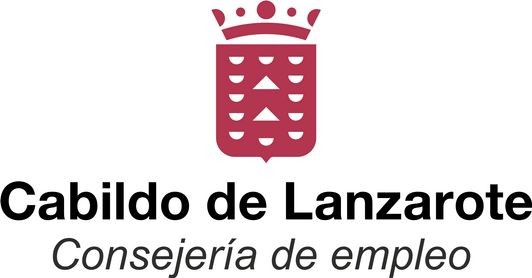 Cabildo de Lanzarote
Consejería de empleo